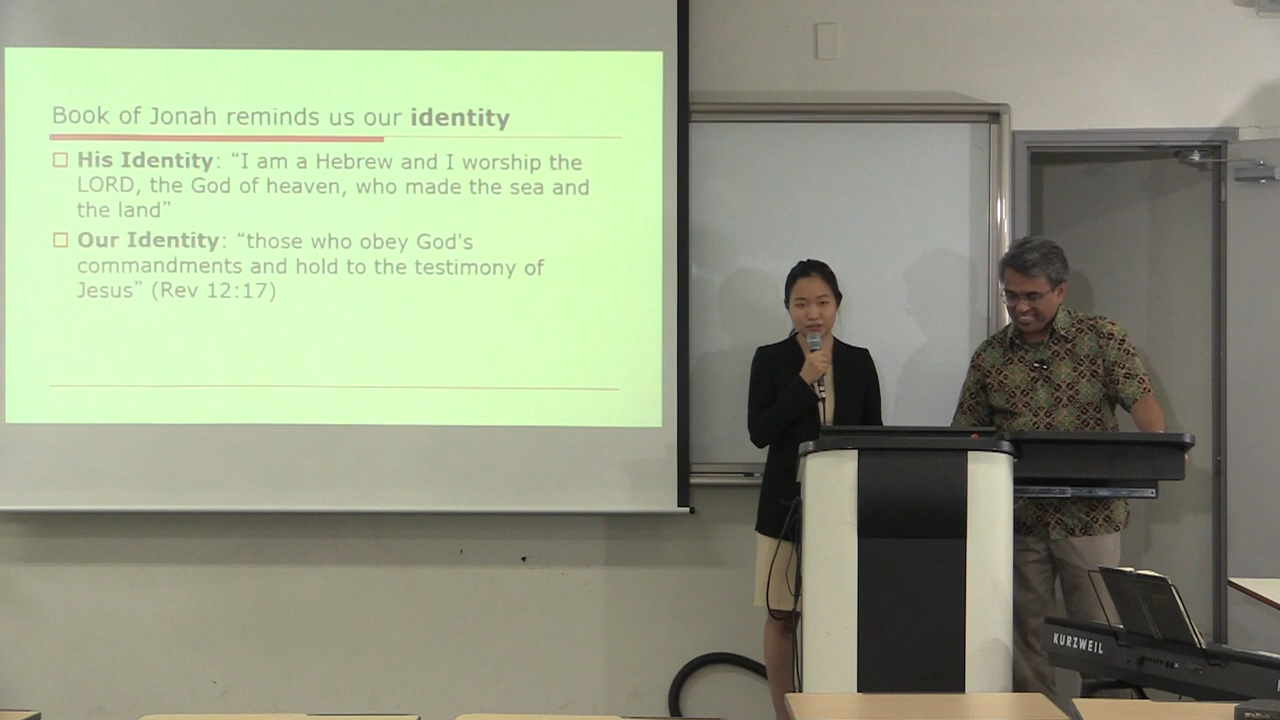 Book of Jonah reminds us our identity
His Identity: “I am a Hebrew and I worship the
LORD, the God of heaven, who made the sea and
the land”
Our Identity: “those who obey God's
commandments and hold to the testimony of
Jesus” (Rev 12:17)
KURZWEIL